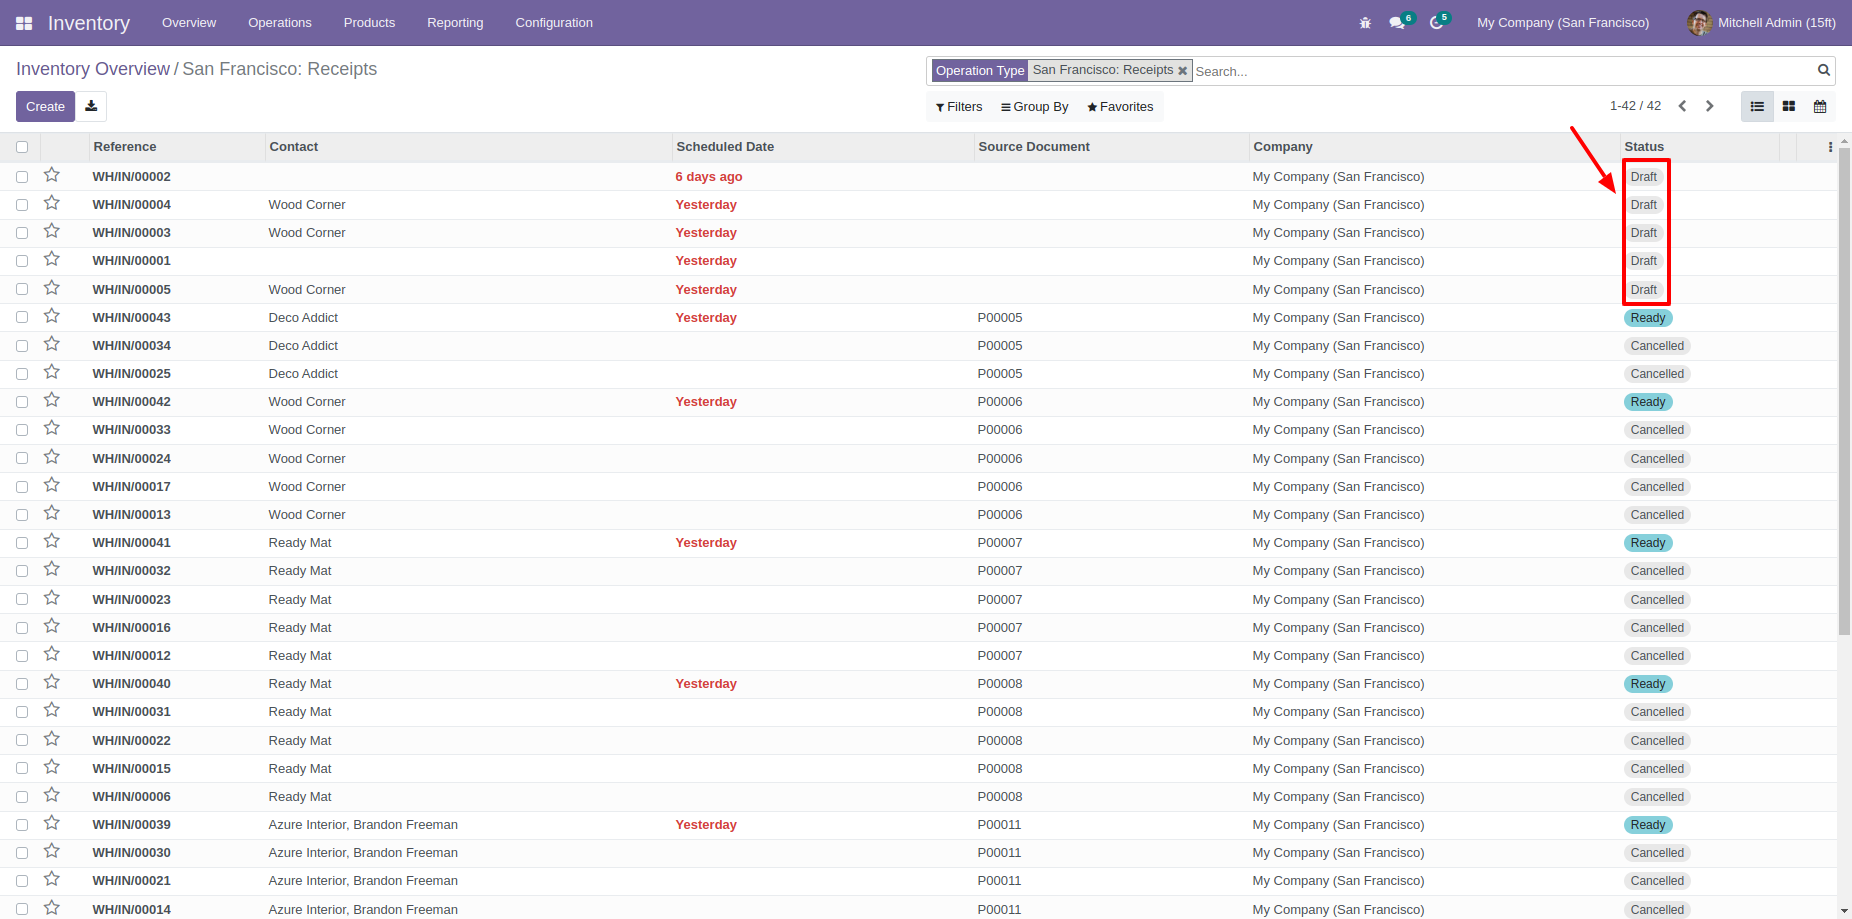 Inventory Overview Operations Products Reporting Configuration 6 5 My Company (San Francisco) Mitchell Admin (15ft)
Inventory Overview / San Francisco: Receipts
Operation Type San Francisco: Receipts Search...
Create
Filters Group By Favorites 1-42 / 42
Reference Contact Scheduled Date Source Document Company Status
WH/IN/00002 6 days ago My Company (San Francisco) Draft
WH/IN/00004 Wood Corner Yesterday My Company (San Francisco) Draft
WH/IN/00003 Wood Corner Yesterday My Company (San Francisco) Draft
WH/IN/00001 Yesterday My Company (San Francisco) Draft
WH/IN/00005 Wood Corner Yesterday My Company (San Francisco) Draft
WH/IN/00043 Deco Addict Yesterday P00005 My Company (San Francisco) Ready
WH/IN/00034 Deco Addict P00005 My Company (San Francisco) Cancelled
WH/IN/00025 Deco Addict P00005 My Company (San Francisco) Cancelled
WH/IN/00042 Wood Corner Yesterday P00006 My Company (San Francisco) Ready
WH/IN/00033 Wood Corner P00006 My Company (San Francisco) Cancelled
WH/IN/00024 Wood Corner P00006 My Company (San Francisco) Cancelled
WH/IN/00017 Wood Corner P00006 My Company (San Francisco) Cancelled
WH/IN/00013 Wood Corner P00006 My Company (San Francisco) Cancelled
WH/IN/00041 Ready Mat Yesterday P00007 My Company (San Francisco) Ready
WH/IN/00032 Ready Mat P00007 My Company (San Francisco) Cancelled
WH/IN/00023 Ready Mat P00007 My Company (San Francisco) Cancelled
WH/IN/00016 Ready Mat P00007 My Company (San Francisco) Cancelled
WH/IN/00012 Ready Mat P00007 My Company (San Francisco) Cancelled
WH/IN/00040 Ready Mat Yesterday P00008 My Company (San Francisco) Ready
WH/IN/00031 Ready Mat P00008 My Company (San Francisco) Cancelled
WH/IN/00022 Ready Mat P00008 My Company (San Francisco) Cancelled
WH/IN/00015 Ready Mat P00008 My Company (San Francisco) Cancelled
WH/IN/00006 Ready Mat P00008 My Company (San Francisco) Cancelled
WH/IN/00039 Azure Interior, Brandon Freeman Yesterday P00011 My Company (San Francisco) Ready
WH/IN/00030 Azure Interior, Brandon Freeman P00011 My Company (San Francisco) Cancelled
WH/IN/00021 Azure Interior, Brandon Freeman P00011 My Company (San Francisco) Cancelled
WH/IN/00014 Azure Interior, Brandon Freeman P00011 My Company (San Francisco) Cancelled